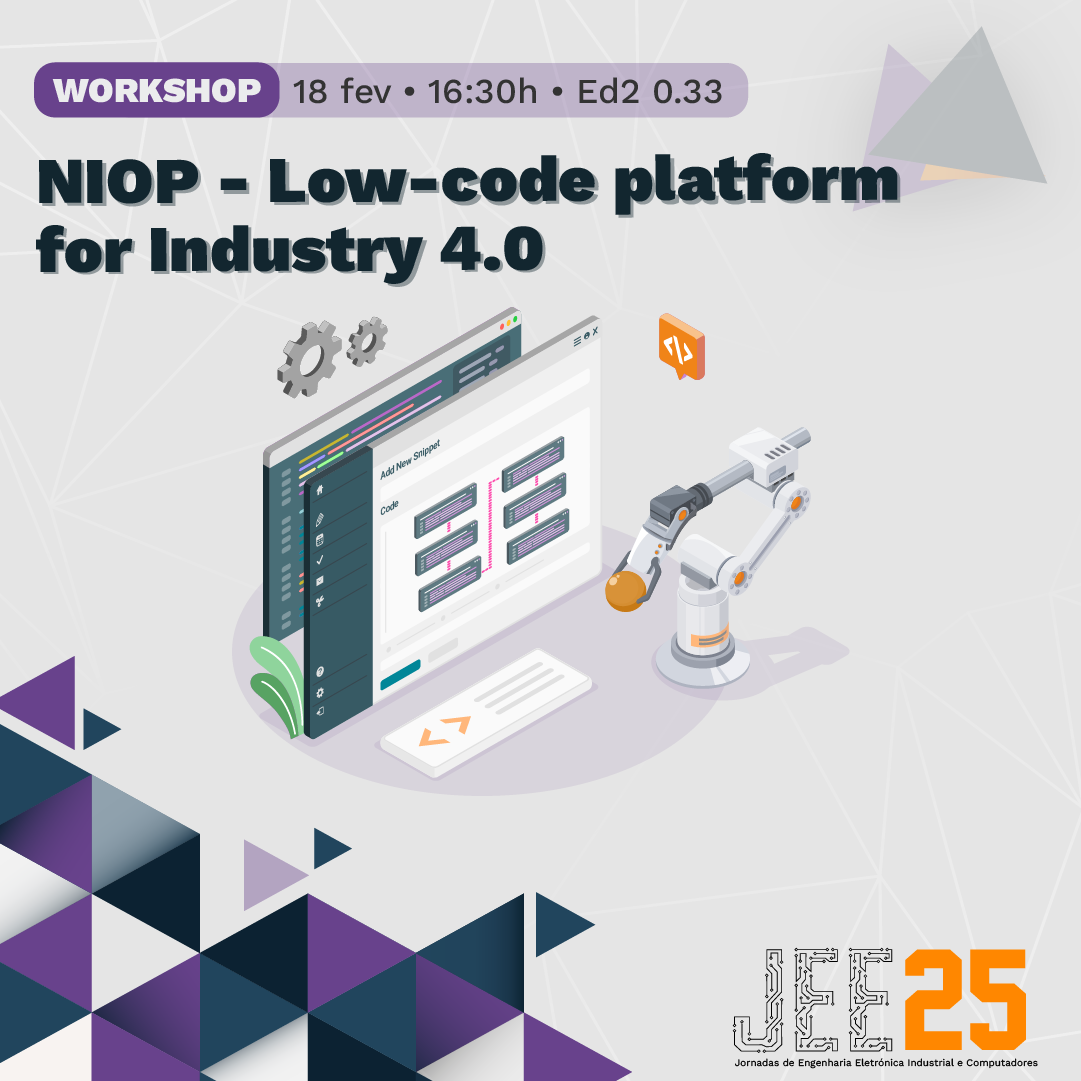 WORKSHOP 18 fev • 16:30h • Ed2 0.33
NIOP - Low-code platform
for Industry 4.0
Add New Snippet
Code
JEE25
Jornadas de Engenharia Eletrónica Industrial e Computadores